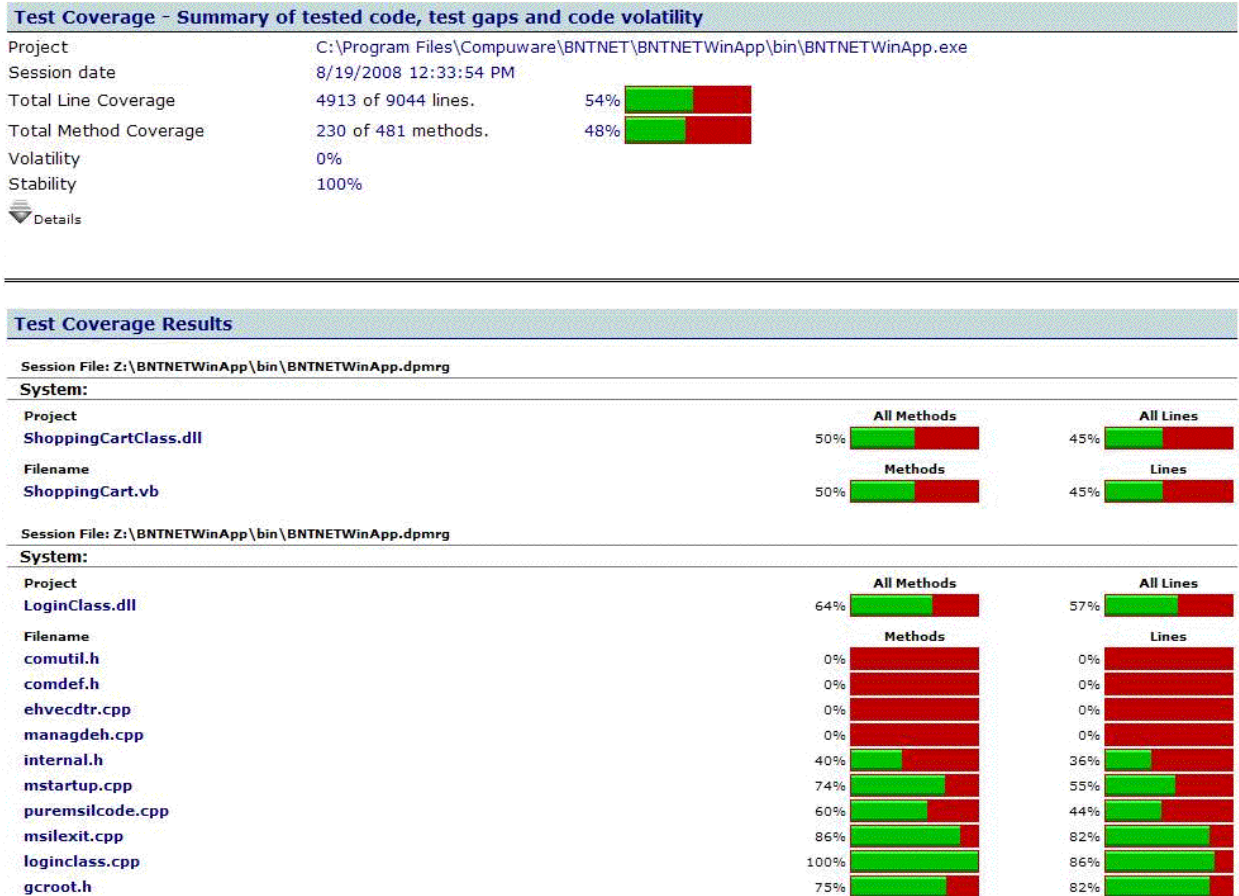 Test Coverage - Summary of tested code, test gaps and code volatility
Project C:\Program Files\Compuware\BNTNET\BNTNETWinApp\bin\BNTNETWinApp.exe
Session date 8/19/2008 12:33:54 PM
Total Line Coverage 4913 of 9044 lines. 54%
Total Method Coverage 230 of 481 methods. 48%
Volatility 0%
Stability 100%
Details
Test Coverage Results
Session File: Z:\BNTNETWinApp\bin\BNTNETWinApp.dpmrg
System:
Project All Methods All Lines
ShoppingCartClass.dll 50% 45%
Filename Methods Lines
ShoppingCart.vb 50% 45%
Session File: Z:\BNTNETWinApp\bin\BNTNETWinApp.dpmrg
System:
Project All Methods All Lines
LoginClass.dll 64% 57%
Filename Methods Lines
comutil.h 0% 0%
comdef.h 0% 0%
ehvecdtr.cpp 0% 0%
managdeh.cpp 0% 0%
internal.h 40% 36%
mstartup.cpp 74% 55%
puremsilcode.cpp 60% 44%
msilexit.cpp 86% 82%
loginclass.cpp 100% 86%
gcroot.h 75% 82%